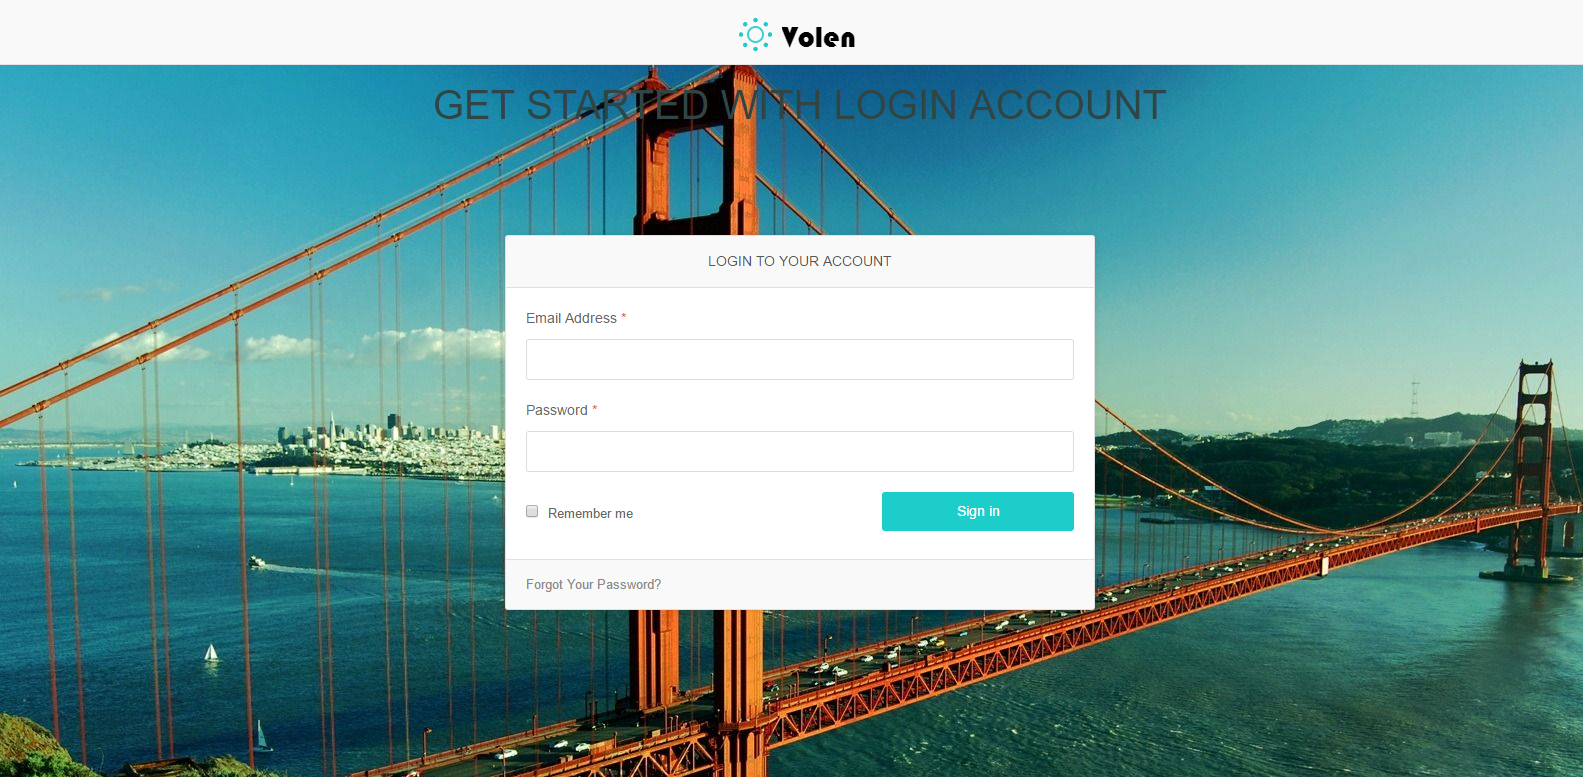 Volen
GET STARTED WITH LOGIN ACCOUNT
LOGIN TO YOUR ACCOUNT
Email Address *
Password *
Remember me
Sign in
Forgot Your Password?